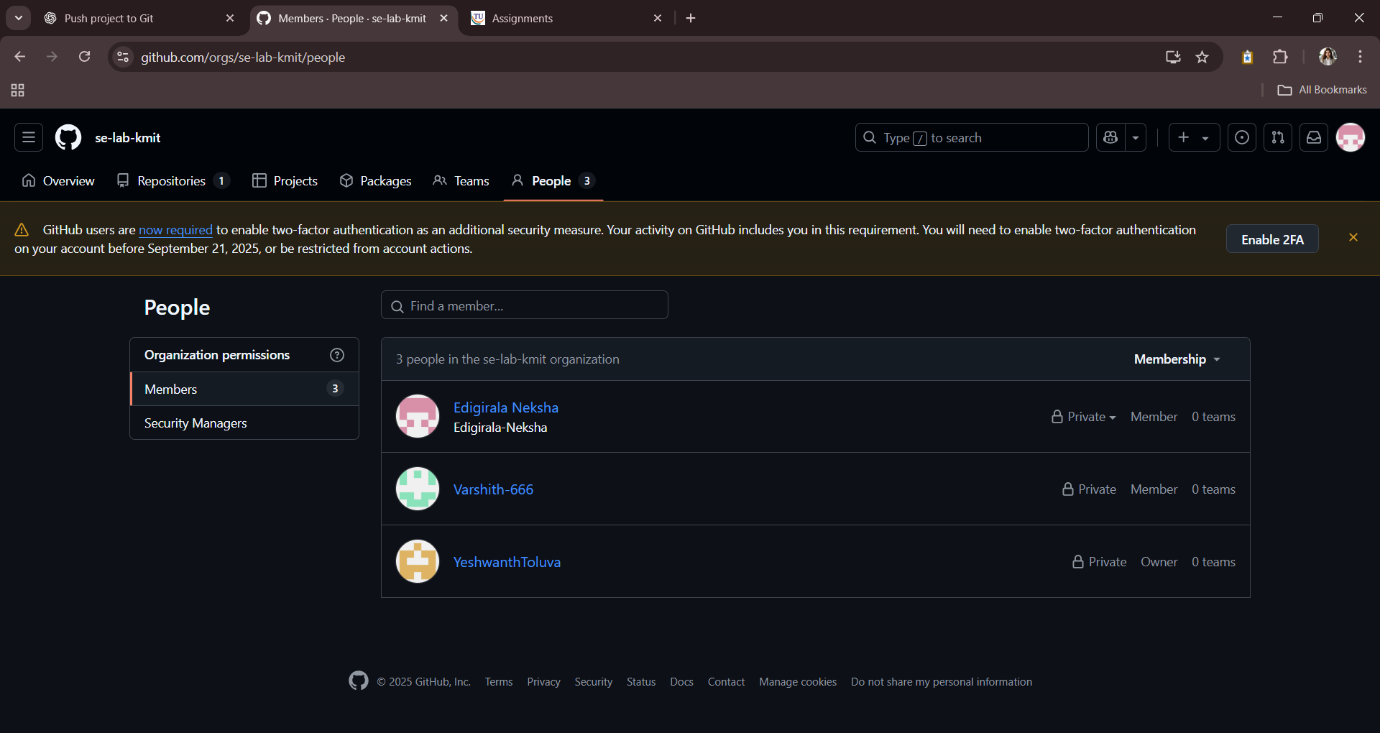 Push project to Git
Members · People · se-lab-kmit
Assignments
github.com/orgs/se-lab-kmit/people
All Bookmarks
se-lab-kmit
Type / to search
Overview
Repositories 1
Projects
Packages
Teams
People 3
GitHub users are now required to enable two-factor authentication as an additional security measure. Your activity on GitHub includes you in this requirement. You will need to enable two-factor authentication
on your account before September 21, 2025, or be restricted from account actions.
Enable 2FA
People
Find a member...
Organization permissions
Members 3
Security Managers
3 people in the se-lab-kmit organization
Membership
Edigirala Neksha
Edigirala-Neksha
Private Member 0 teams
Varshith-666
Private Member 0 teams
YeshwanthToluva
Private Owner 0 teams
© 2025 GitHub, Inc. Terms Privacy Security Status Docs Contact Manage cookies Do not share my personal information